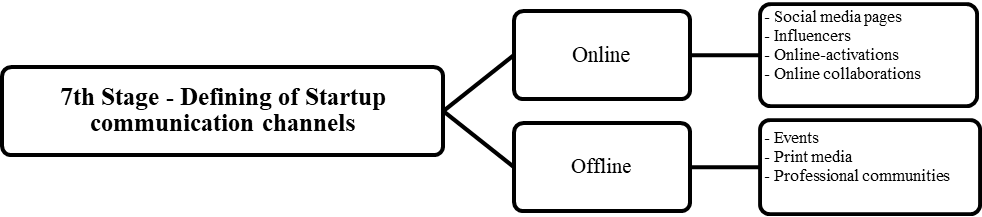 7th Stage - Defining of Startup
communication channels
Online
- Social media pages
- Influencers
- Online-activations
- Online collaborations
Offline
- Events
- Print media
- Professional communities